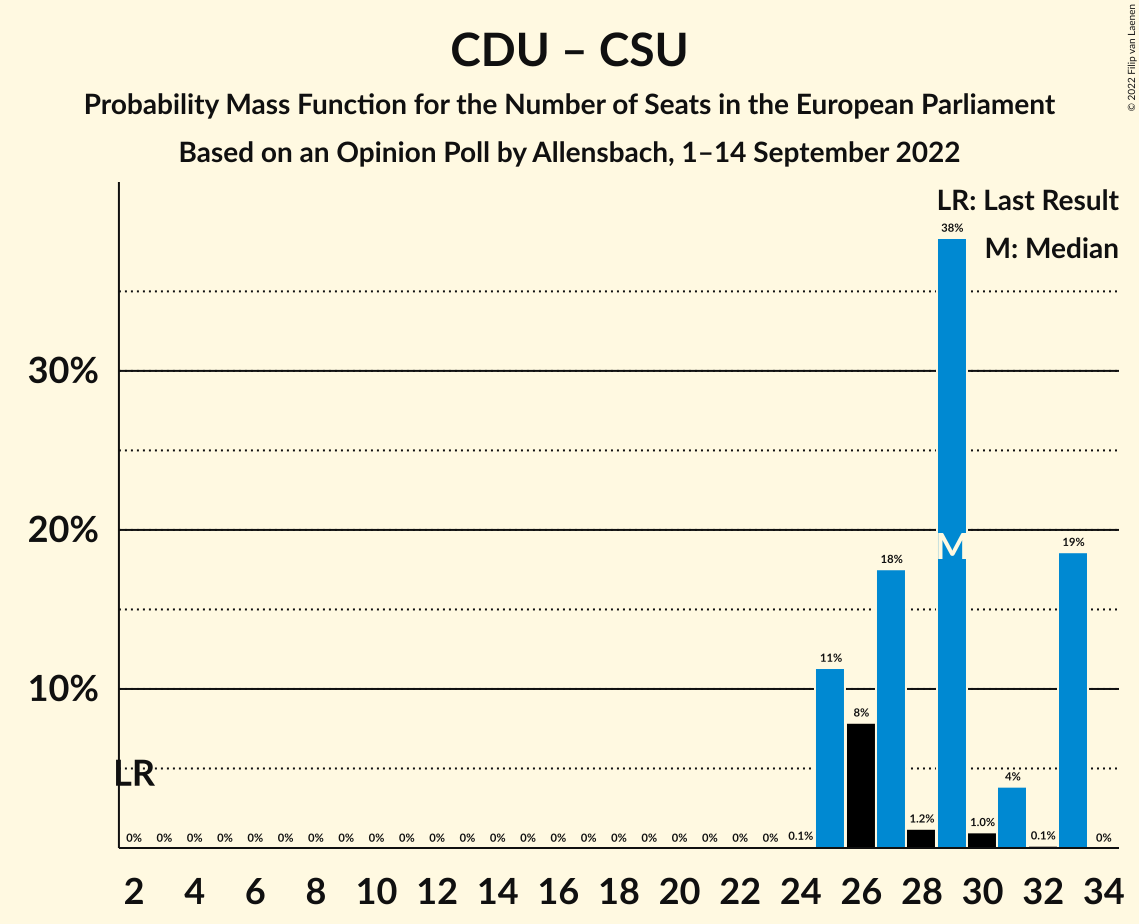 CDU – CSU
Probability Mass Function for the Number of Seats in the European Parliament
Based on an Opinion Poll by Allensbach, 1–14 September 2022
© 2022 Filip van Laenen
LR: Last Result
M: Median
38%
30%
20%
M
19%
18%
11%
10%
8%
LR
4%
1.2%
1.0%
0% 0% 0% 0% 0% 0% 0% 0% 0% 0% 0% 0% 0% 0% 0% 0% 0% 0% 0% 0% 0% 0% 0.1% 0.1% 0%
2 4 6 8 10 12 14 16 18 20 22 24 26 28 30 32 34